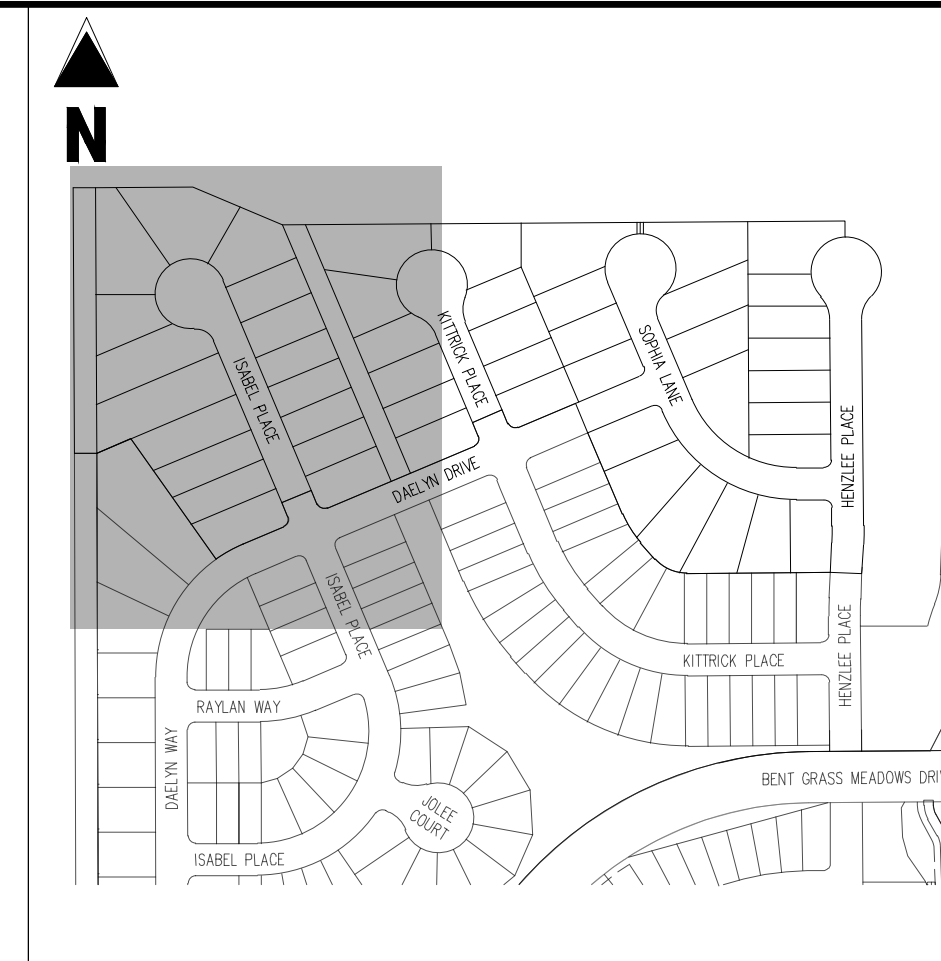 N
ISABEL PLACE
KITTRICK PLACE
SOPHIA LANE
HENZLEE PLACE
DAELYN DRIVE
ISABEL PLACE
HENZLEE PLACE
KITTRICK PLACE
RAYLAN WAY
DAELYN WAY
BENT GRASS MEADOWS DRI
JOLEE
COURT
ISABEL PLACE